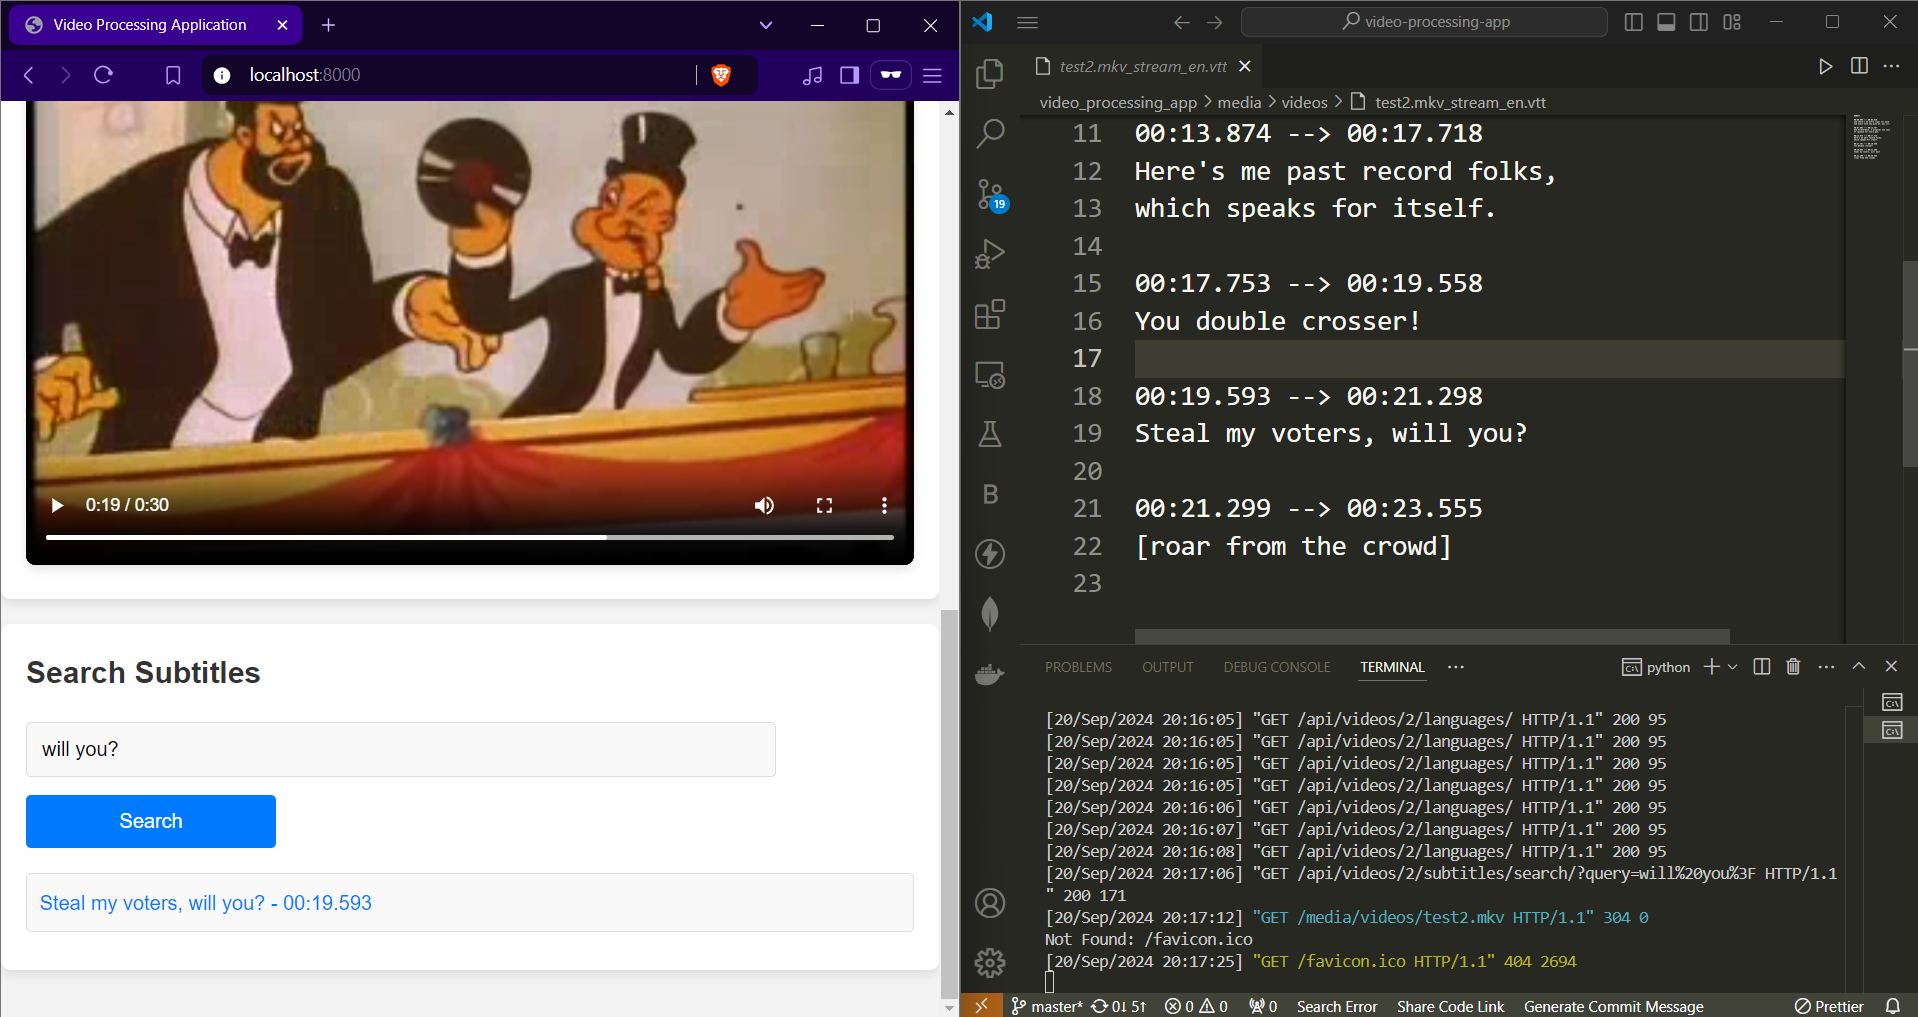 Video Processing Application
localhost:8000
0:19 / 0:30
Search Subtitles
will you?
Search
Steal my voters, will you? - 00:19.593
video-processing-app
test2.mkv_stream_en.vtt
video_processing_app > media > videos > test2.mkv_stream_en.vtt
19
B
11 00:13.874 --> 00:17.718
12 Here's me past record folks,
13 which speaks for itself.
14
15 00:17.753 --> 00:19.558
16 You double crosser!
17
18 00:19.593 --> 00:21.298
19 Steal my voters, will you?
20
21 00:21.299 --> 00:23.555
22 [roar from the crowd]
23
PROBLEMS OUTPUT DEBUG CONSOLE TERMINAL ··· python
[20/Sep/2024 20:16:05] "GET /api/videos/2/languages/ HTTP/1.1" 200 95
[20/Sep/2024 20:16:05] "GET /api/videos/2/languages/ HTTP/1.1" 200 95
[20/Sep/2024 20:16:05] "GET /api/videos/2/languages/ HTTP/1.1" 200 95
[20/Sep/2024 20:16:05] "GET /api/videos/2/languages/ HTTP/1.1" 200 95
[20/Sep/2024 20:16:06] "GET /api/videos/2/languages/ HTTP/1.1" 200 95
[20/Sep/2024 20:16:07] "GET /api/videos/2/languages/ HTTP/1.1" 200 95
[20/Sep/2024 20:16:08] "GET /api/videos/2/languages/ HTTP/1.1" 200 95
[20/Sep/2024 20:17:06] "GET /api/videos/2/subtitles/search/?query=will%20you%3F HTTP/1.1
" 200 171
[20/Sep/2024 20:17:12] "GET /media/videos/test2.mkv HTTP/1.1" 304 0
Not Found: /favicon.ico
[20/Sep/2024 20:17:25] "GET /favicon.ico HTTP/1.1" 404 2694
master* 0↓ 5↑ 0 0 0 Search Error Share Code Link Generate Commit Message Prettier